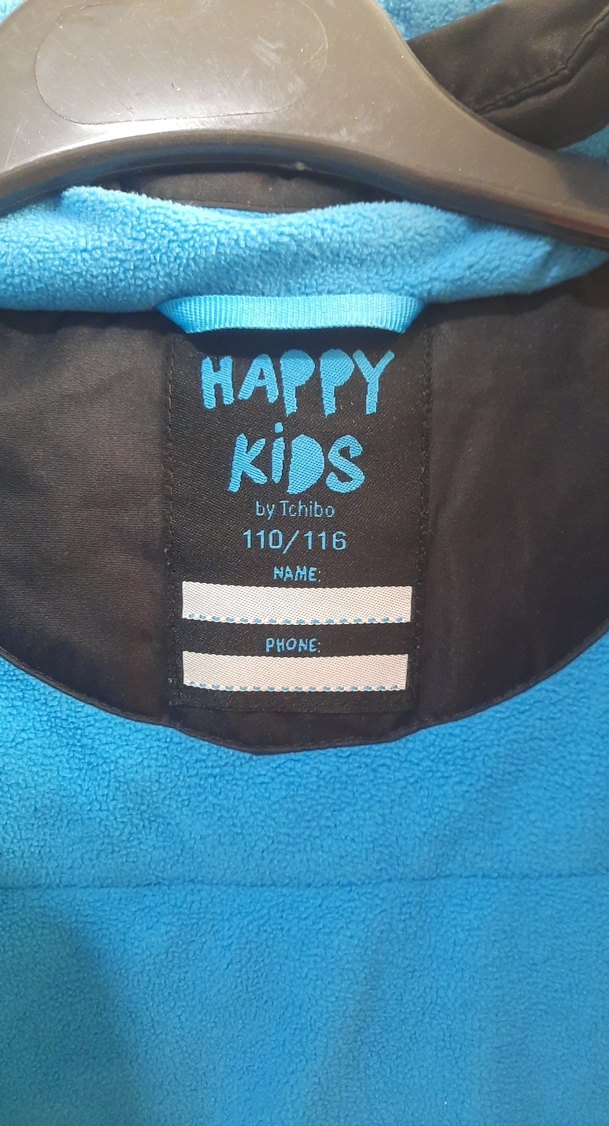 HAPPY
KiDS
by Tchibo
110/116
NAME:
PHONE: